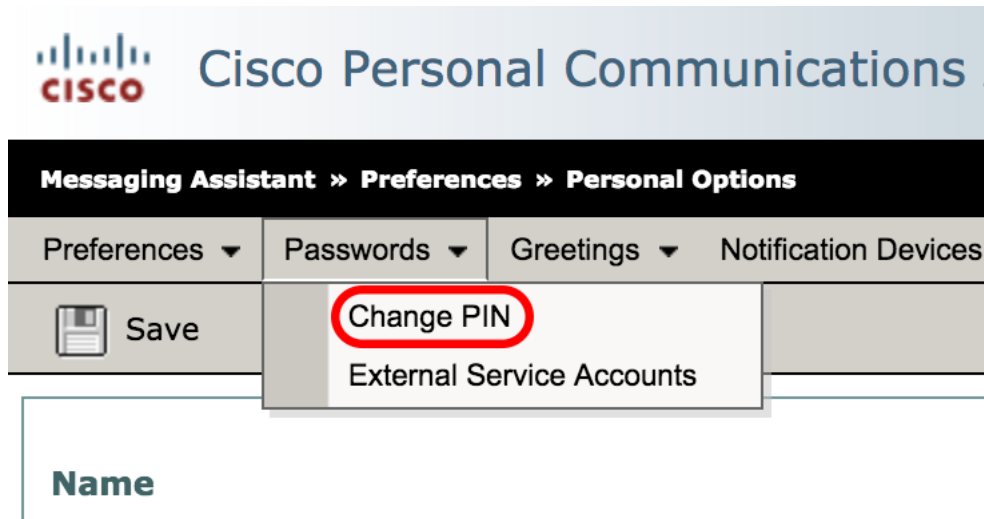 CISCO
Cisco Personal Communications
Messaging Assistant » Preferences » Personal Options
Preferences Passwords Greetings Notification Devices
Save
Change PIN
External Service Accounts
Name